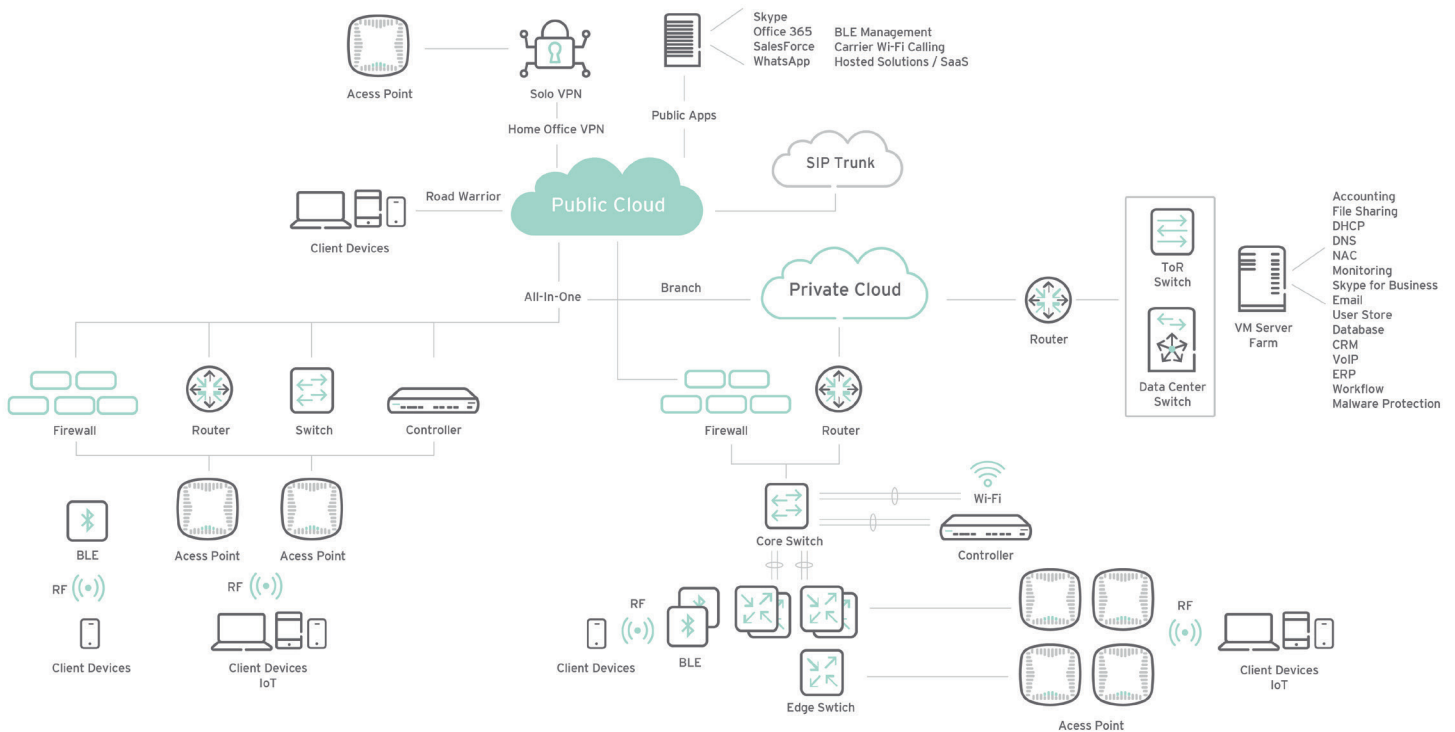 Skype
Office 365
SalesForce
WhatsApp
BLE Management
Carrier Wi-Fi Calling
Hosted Solutions / SaaS
Acess Point
Solo VPN
Public Apps
Home Office VPN
SIP Trunk
Road Warrior
Public Cloud
Client Devices
Accounting
File Sharing
DHCP
DNS
NAC
Monitoring
Skype for Business
Email
User Store
Database
CRM
VoIP
ERP
Workflow
Malware Protection
ToR
Switch
All-In-One
Branch
Private Cloud
Router
VM Server
Farm
Data Center
Switch
Firewall
Router
Switch
Controller
Firewall
Router
Wi-Fi
Core Switch
Controller
BLE
Acess Point
Acess Point
RF
RF
Client Devices
Client Devices
IoT
RF
Client Devices
BLE
Edge Swtich
RF
Client Devices
IoT
Acess Point